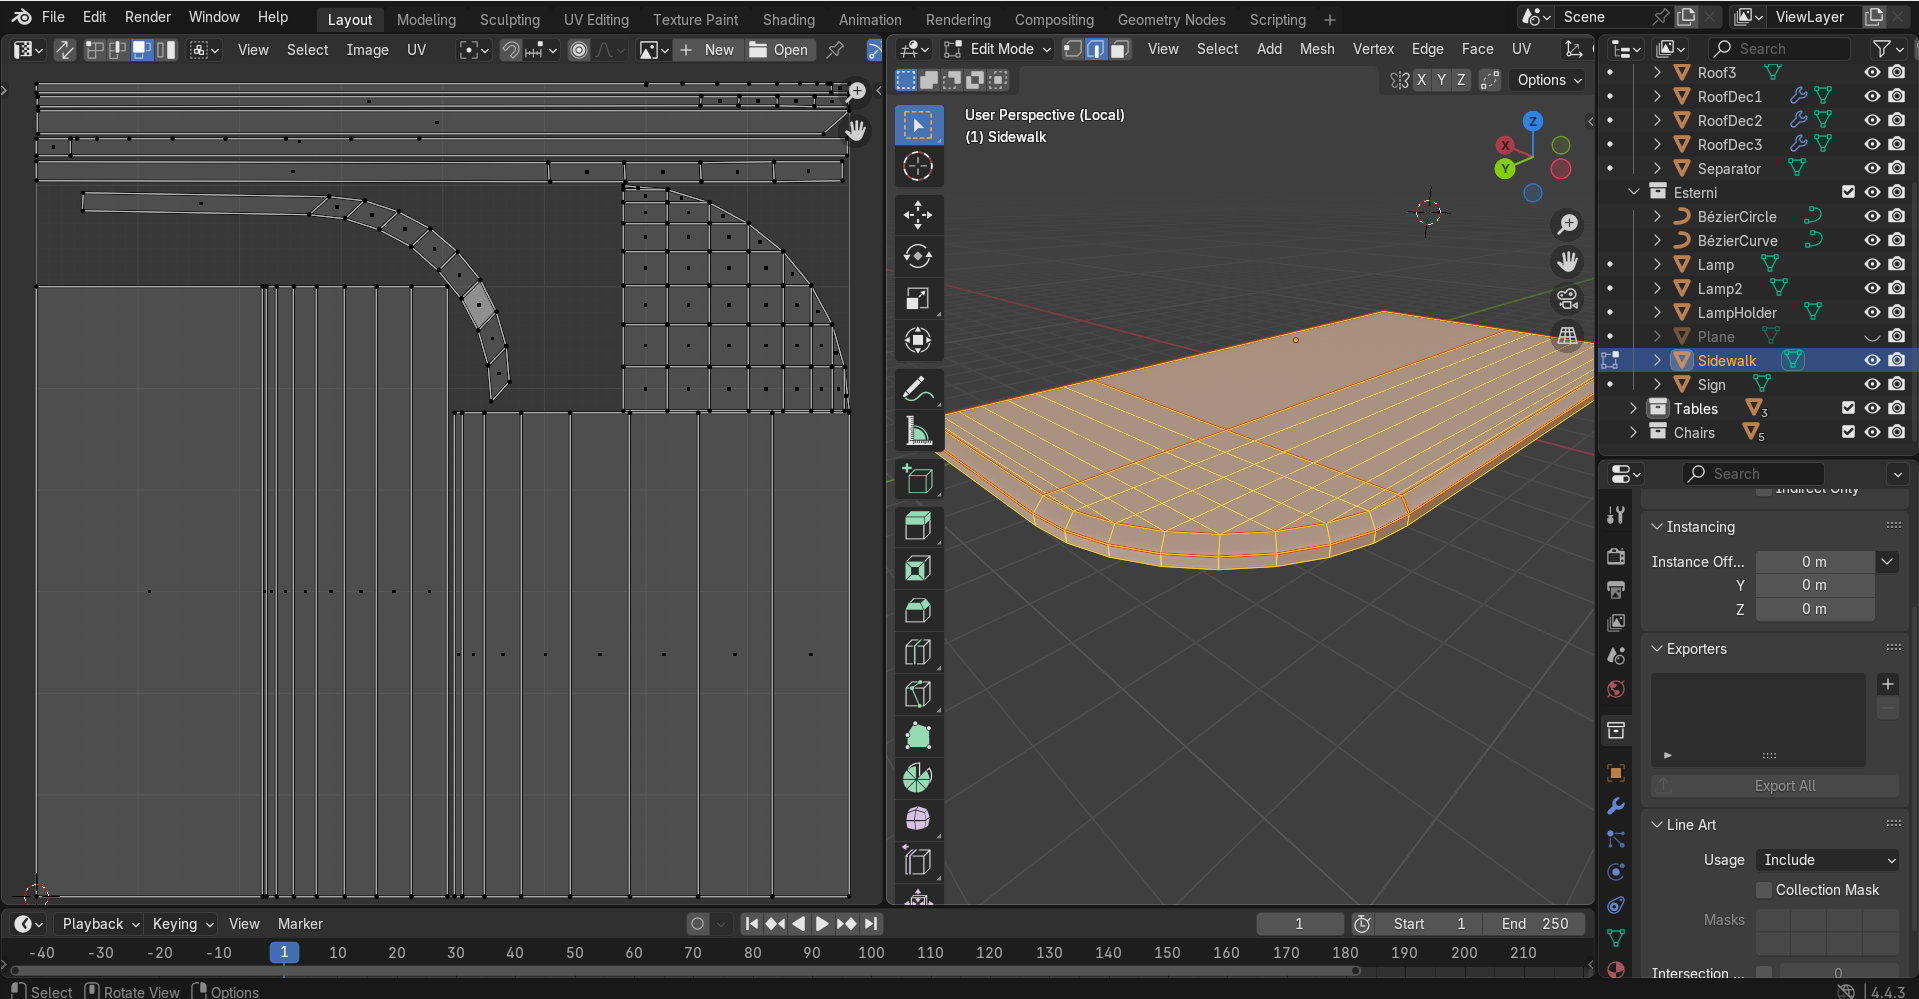 File Edit Render Window Help Layout Modeling Sculpting UV Editing Texture Paint Shading Animation Rendering Compositing Geometry Nodes Scripting + Scene ViewLayer
View Select Image UV New Open Edit Mode View Select Add Mesh Vertex Edge Face UV Search
X Y Z Options
User Perspective (Local)
(1) Sidewalk
Z
X
Y
Roof3
RoofDec1
RoofDec2
RoofDec3
Separator
Esterni
BézierCircle
BézierCurve
Lamp
Lamp2
LampHolder
Plane
Sidewalk
Sign
Tables 3
Chairs 5
Search
Indirect Only
Instancing
Instance Off... 0 m
Y 0 m
Z 0 m
Exporters
Export All
Line Art
Usage Include
Collection Mask
Masks
Intersection ... 0
Playback Keying View Marker 1 Start 1 End 250
-40 -30 -20 -10 1 10 20 30 40 50 60 70 80 90 100 110 120 130 140 150 160 170 180 190 200 210
Select Rotate View Options 4.4.3